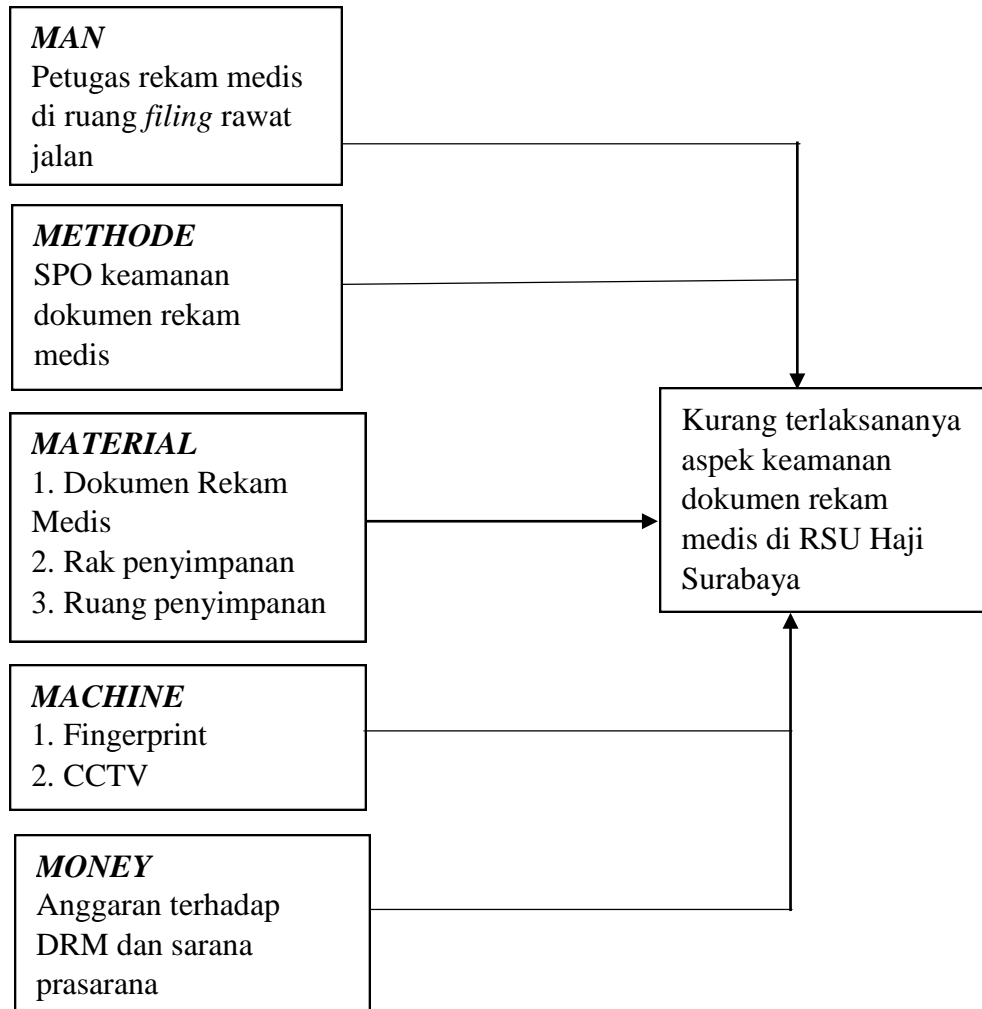 MAN
Petugas rekam medis
di ruang filing rawat
jalan
METHODE
SPO keamanan
dokumen rekam
medis
MATERIAL
1. Dokumen Rekam
Medis
2. Rak penyimpanan
3. Ruang penyimpanan
MACHINE
1. Fingerprint
2. CCTV
MONEY
Anggaran terhadap
DRM dan sarana
prasarana
Kurang terlaksananya
aspek keamanan
dokumen rekam
medis di RSU Haji
Surabaya